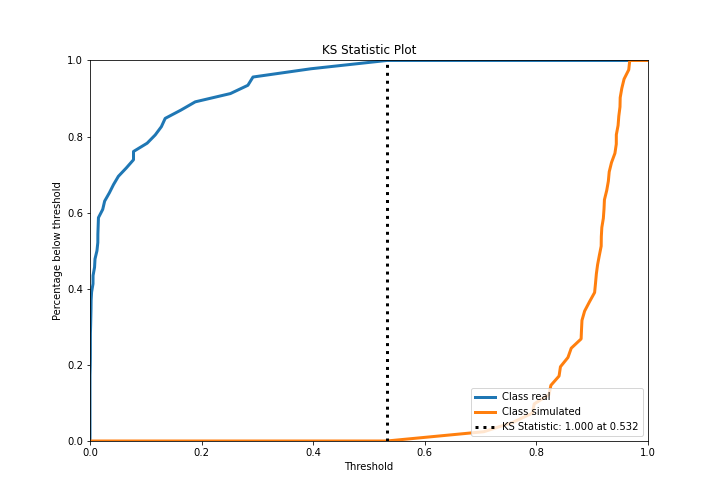 KS Statistic Plot
1.0
0.8
0.6
0.4
0.2
0.0
Percentage below threshold
0.0 0.2 0.4 0.6 0.8 1.0
Threshold
Class real
Class simulated
KS Statistic: 1.000 at 0.532